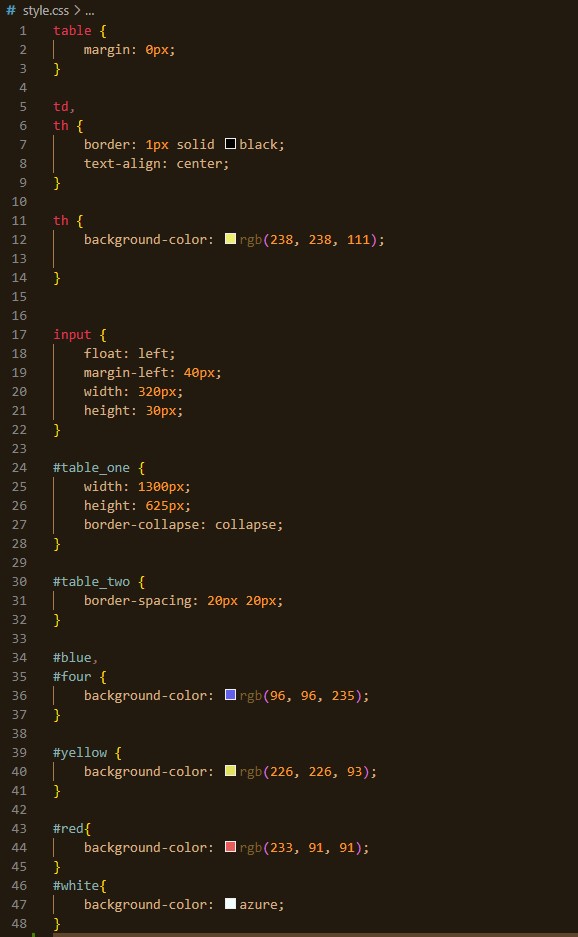 # style.css > ...
1 table {
2     margin: 0px;
3 }
4
5 td,
6 th {
7     border: 1px solid black;
8     text-align: center;
9 }
10
11 th {
12     background-color: rgb(238, 238, 111);
13
14 }
15
16
17 input {
18     float: left;
19     margin-left: 40px;
20     width: 320px;
21     height: 30px;
22 }
23
24 #table_one {
25     width: 1300px;
26     height: 625px;
27     border-collapse: collapse;
28 }
29
30 #table_two {
31     border-spacing: 20px 20px;
32 }
33
34 #blue,
35 #four {
36     background-color: rgb(96, 96, 235);
37 }
38
39 #yellow {
40     background-color: rgb(226, 226, 93);
41 }
42
43 #red{
44     background-color: rgb(233, 91, 91);
45 }
46 #white{
47     background-color: azure;
48 }